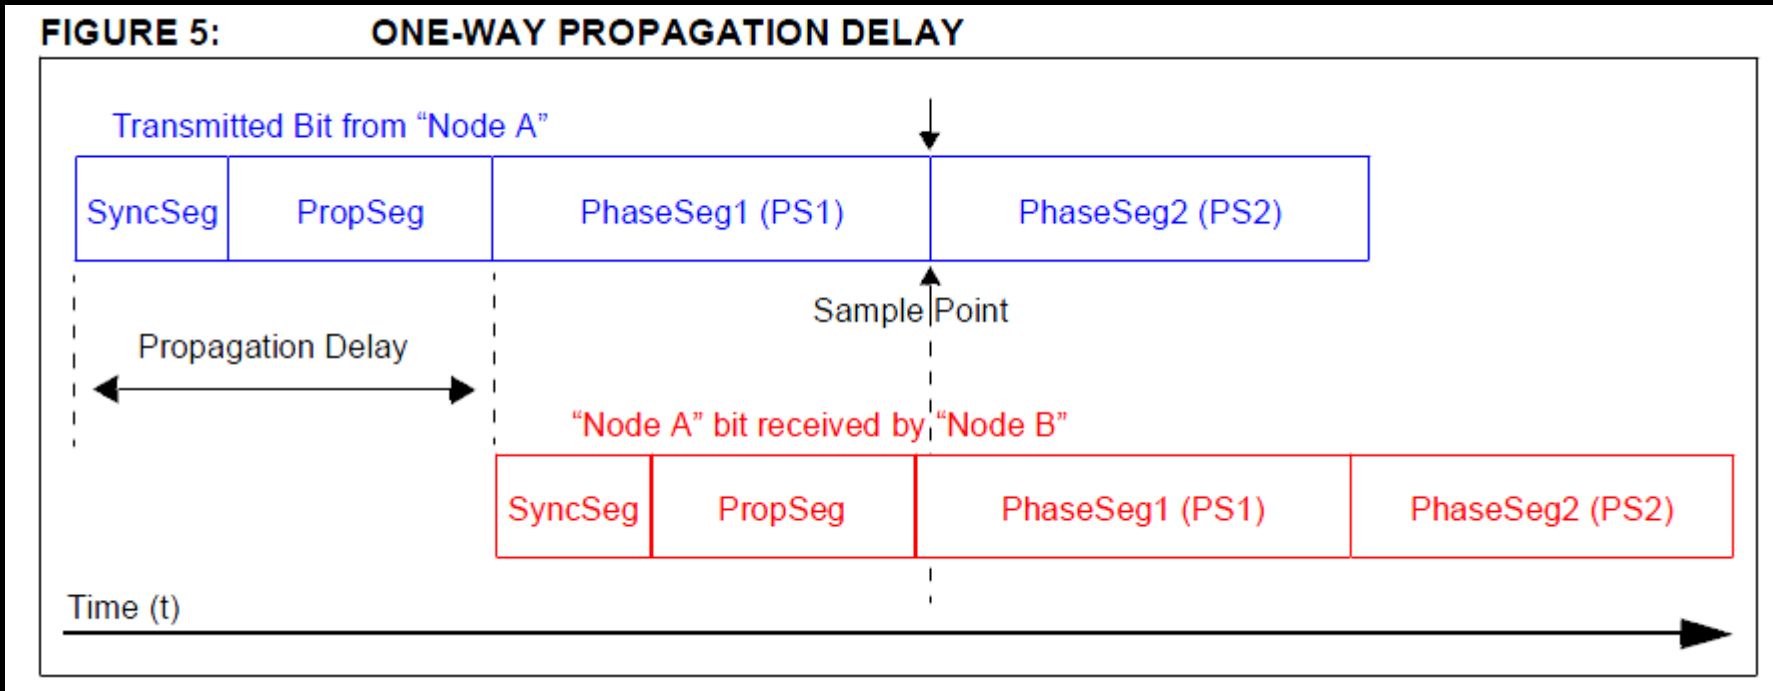 FIGURE 5: ONE-WAY PROPAGATION DELAY
Transmitted Bit from “Node A”
SyncSeg PropSeg PhaseSeg1 (PS1) PhaseSeg2 (PS2)
Sample Point
Propagation Delay
“Node A” bit received by “Node B”
SyncSeg PropSeg PhaseSeg1 (PS1) PhaseSeg2 (PS2)
Time (t)